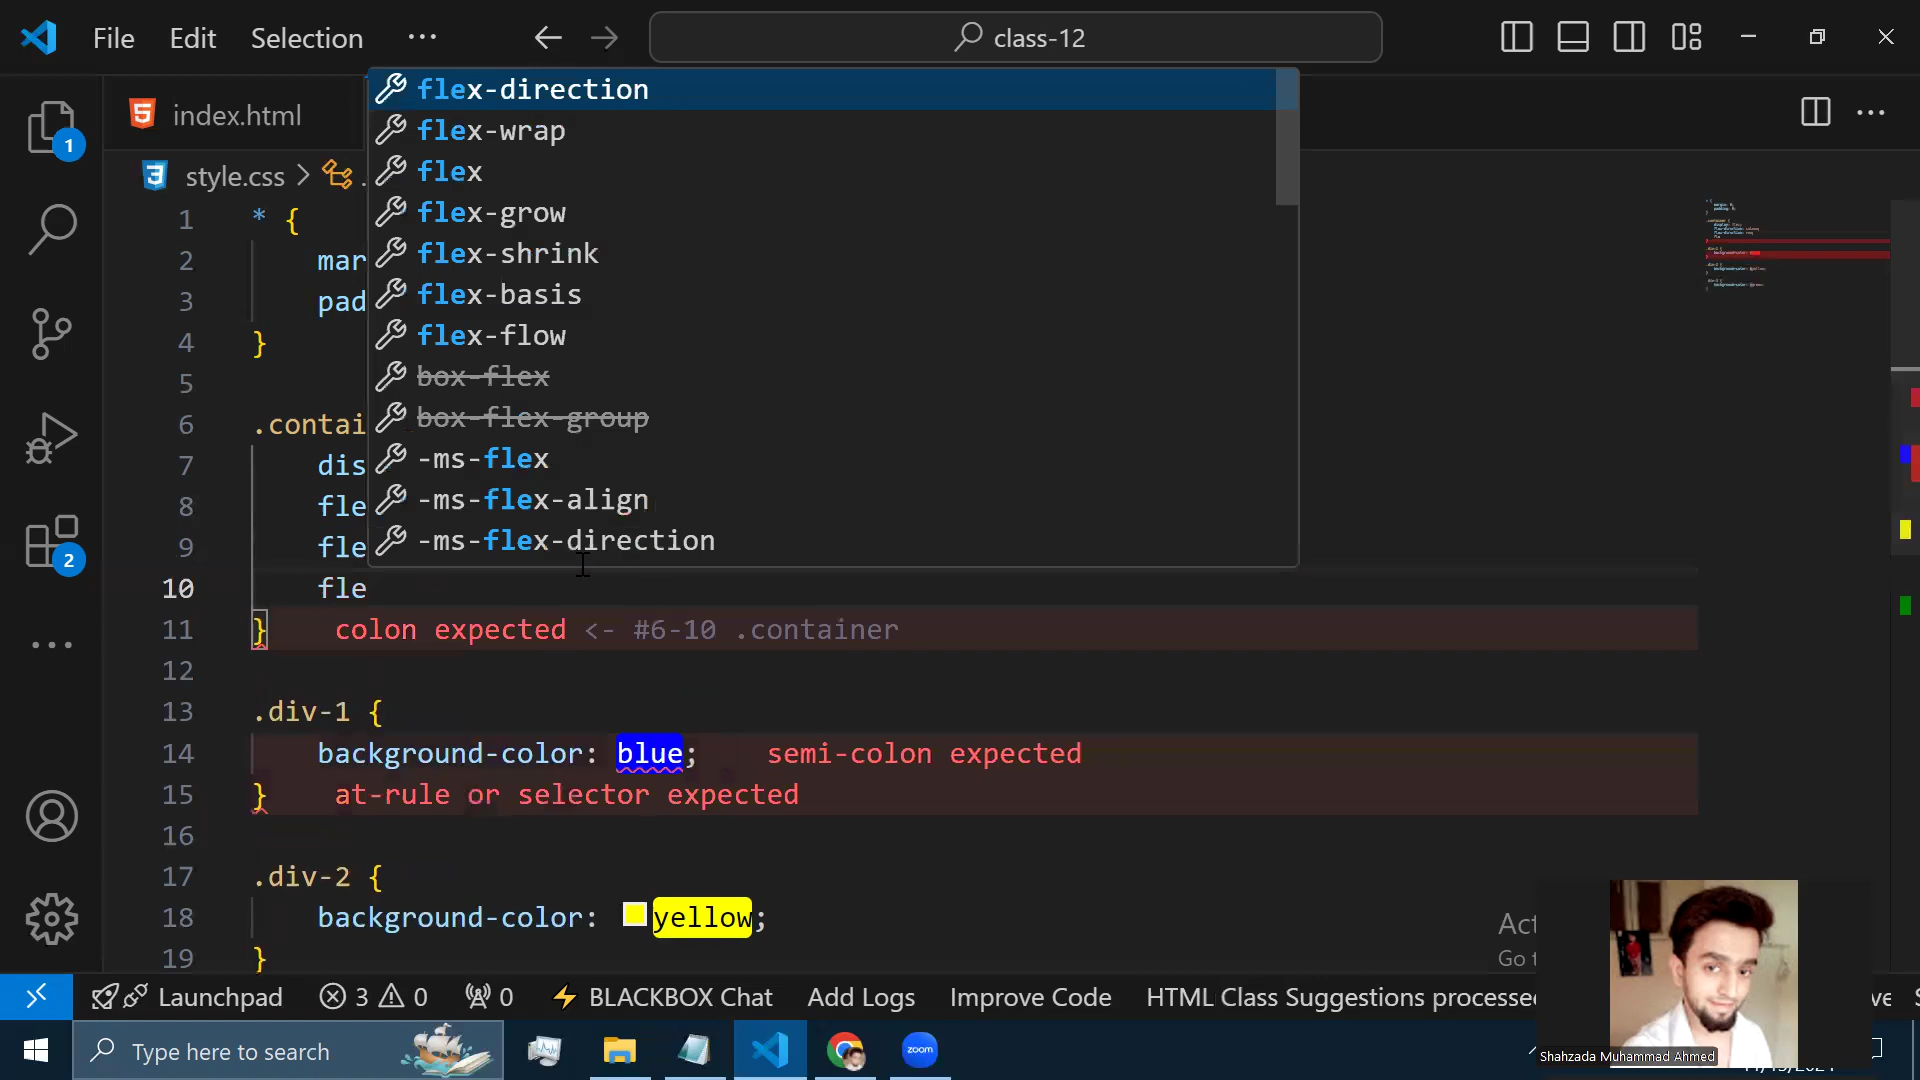 File Edit Selection ··· class-12
index.html
style.css > .
flex-direction
flex-wrap
flex
flex-grow
flex-shrink
flex-basis
flex-flow
box-flex
box-flex-group
-ms-flex
-ms-flex-align
-ms-flex-direction
1 * {
2 mar
3 pad
4 }
5
6 .contai
7 dis
8 fle
9 fle
10 fle
11 } colon expected <- #6-10 .container
12
13 .div-1 {
14 background-color: blue; semi-colon expected
15 } at-rule or selector expected
16
17 .div-2 {
18 background-color: yellow;
19 }
1
2
Act
Go t
Launchpad 3 0 0 BLACKBOX Chat Add Logs Improve Code HTML Class Suggestions processe
Type here to search
zoom
Shahzada Muhammad Ahmed